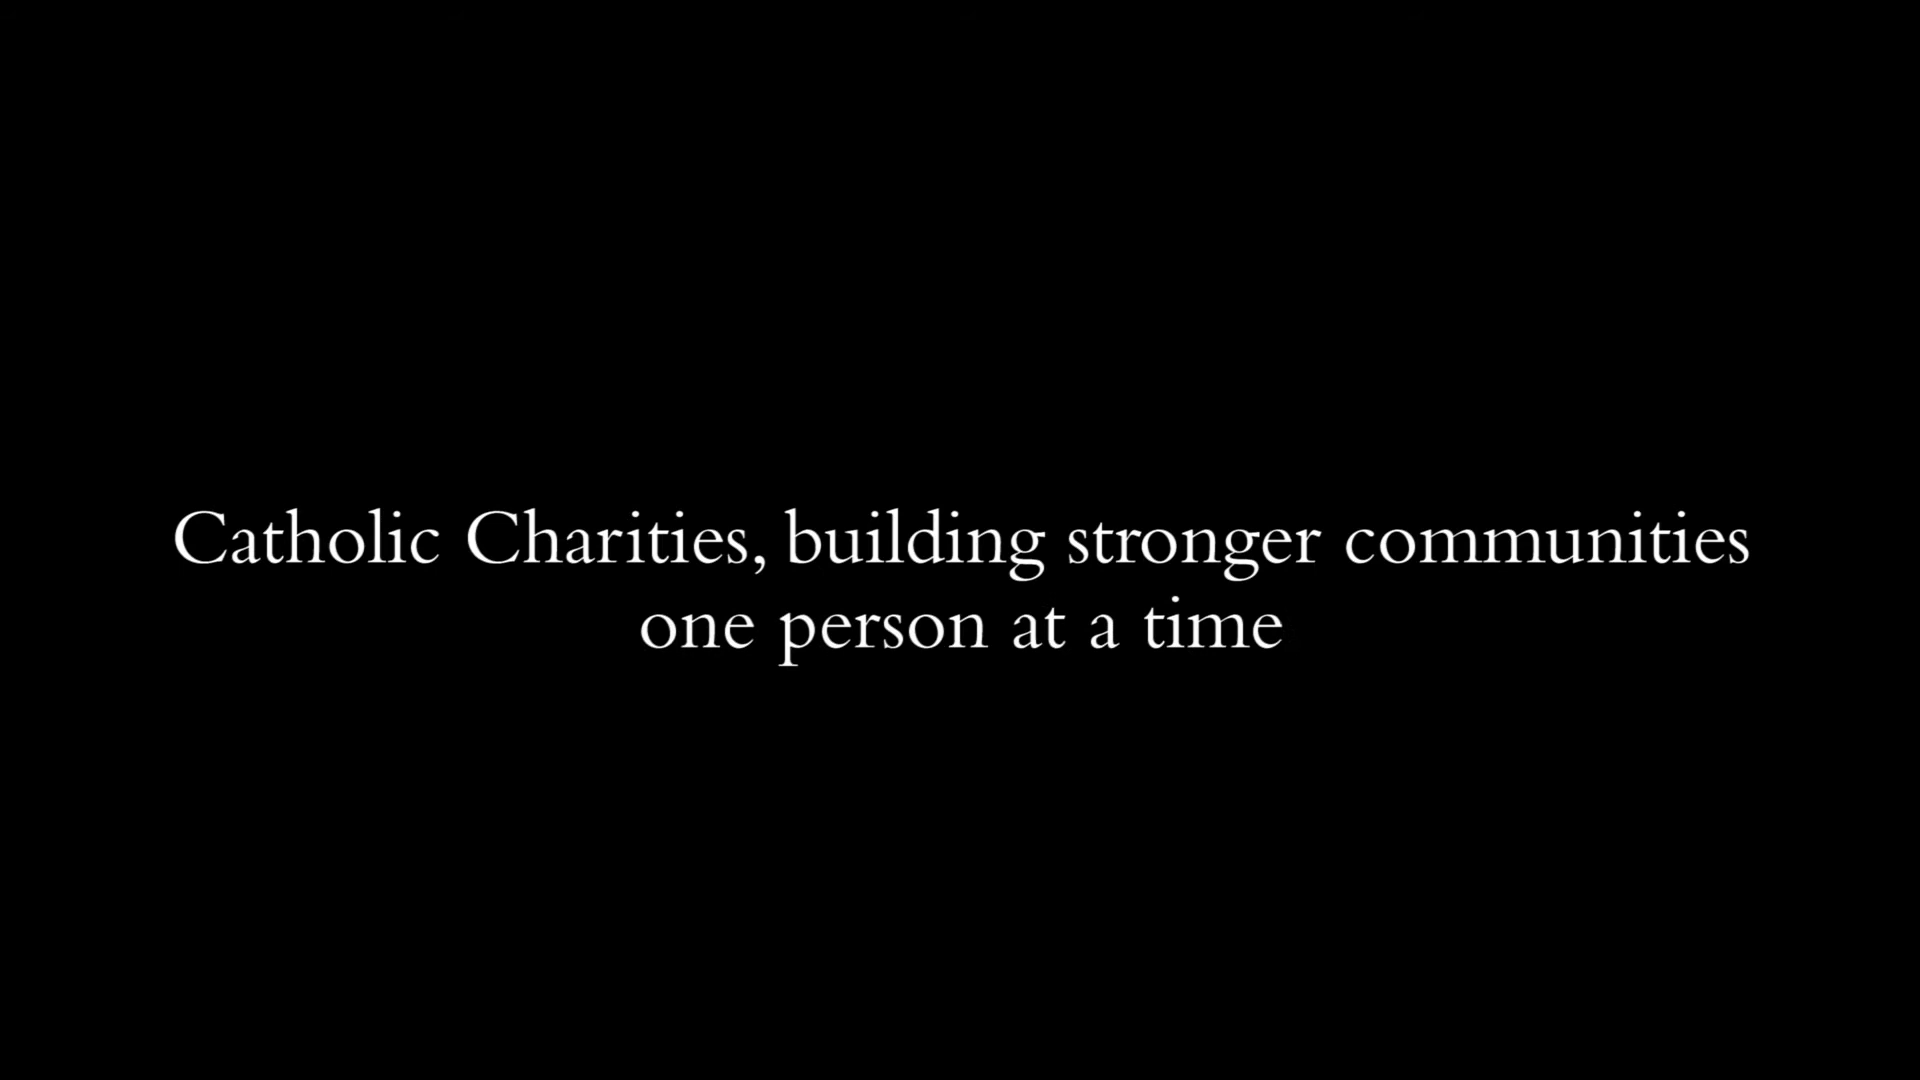 Catholic Charities, building stronger communities
one person at a time